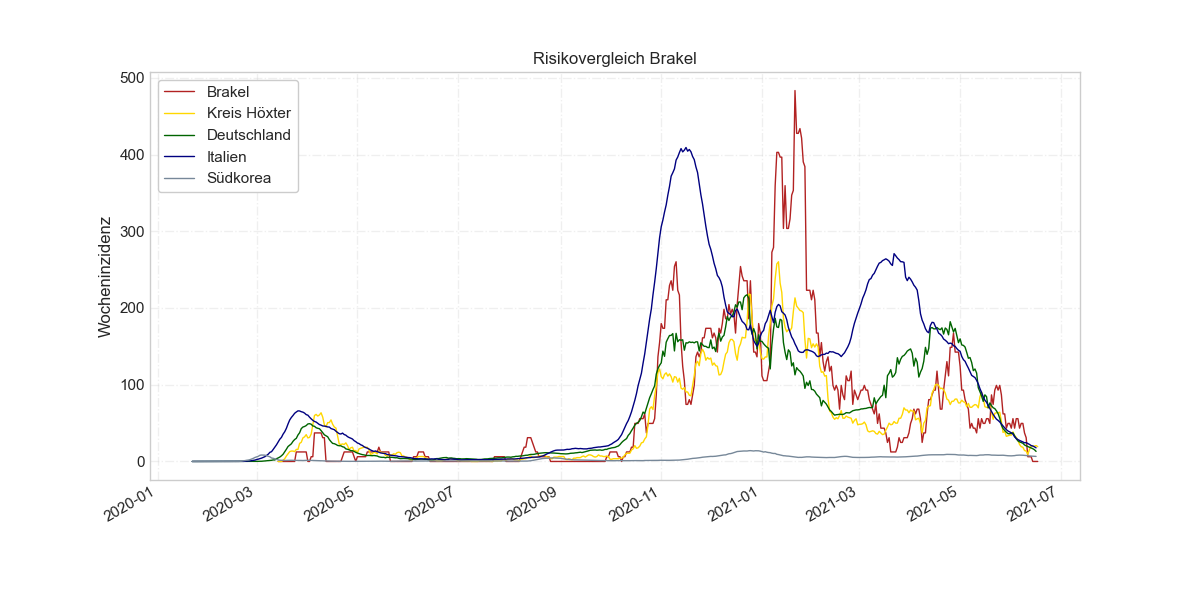 Risikovergleich Brakel
Wocheninzidenz
500
400
300
200
100
0
Brakel
Kreis Höxter
Deutschland
Italien
Südkorea
2020-01
2020-03
2020-05
2020-07
2020-09
2020-11
2021-01
2021-03
2021-05
2021-07